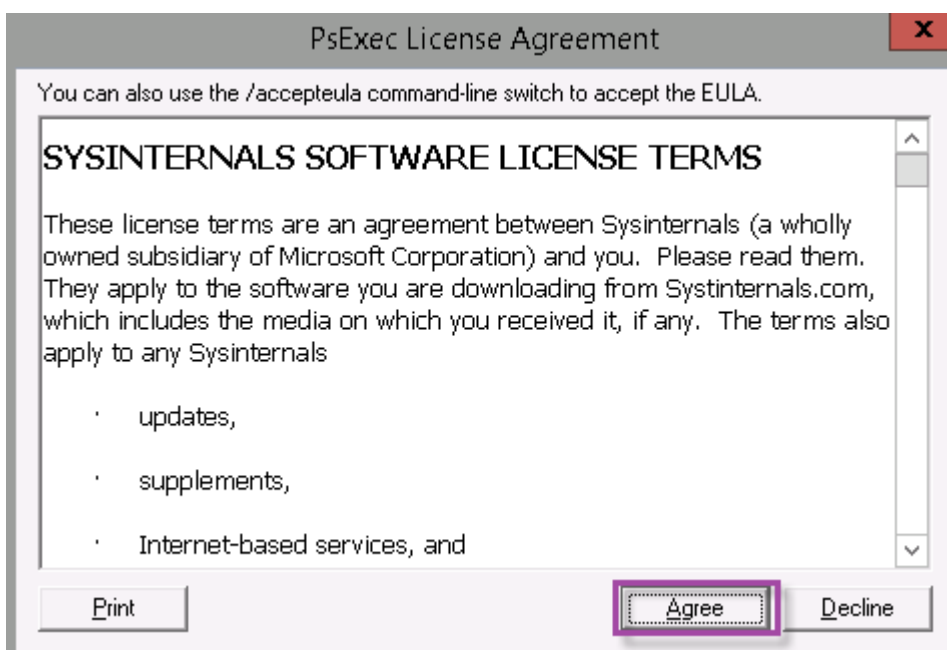 PsExec License Agreement
x
You can also use the /accepteula command-line switch to accept the EULA.
SYSINTERNALS SOFTWARE LICENSE TERMS
These license terms are an agreement between Sysinternals (a wholly
owned subsidiary of Microsoft Corporation) and you.  Please read them.
They apply to the software you are downloading from Systinternals.com,
which includes the media on which you received it, if any.  The terms also
apply to any Sysinternals
· updates,
· supplements,
· Internet-based services, and
Print Agree Decline